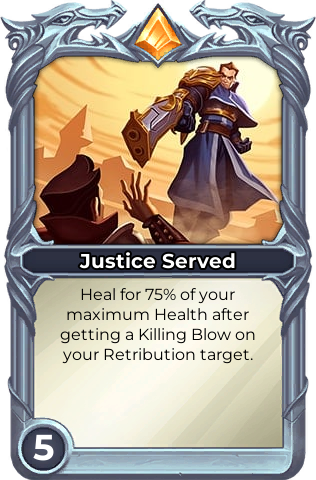 Justice Served
Heal for 75% of your
maximum Health after
getting a Killing Blow on
your Retribution target.
5